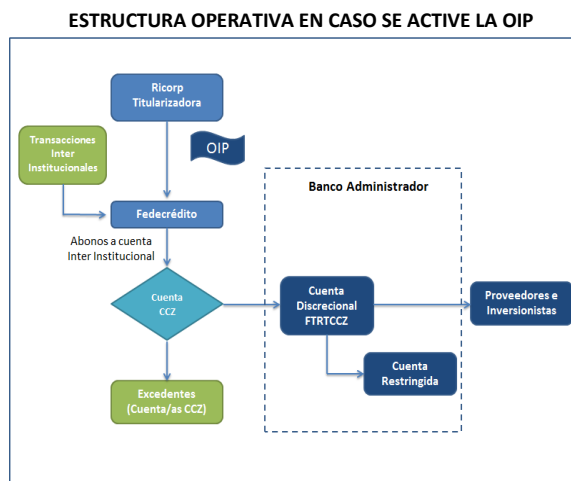 ESTRUCTURA OPERATIVA EN CASO SE ACTIVE LA OIP
Ricorp
Titularizadora
Transacciones
Inter
Institucionales
OIP
Banco Administrador
Fedecrédito
Abonos a cuenta
Inter Institucional
Cuenta
CCZ
Cuenta
Discrecional
FTRTCCZ
Proveedores e
Inversionistas
Cuenta
Restringida
Excedentes
(Cuenta/as CCZ)